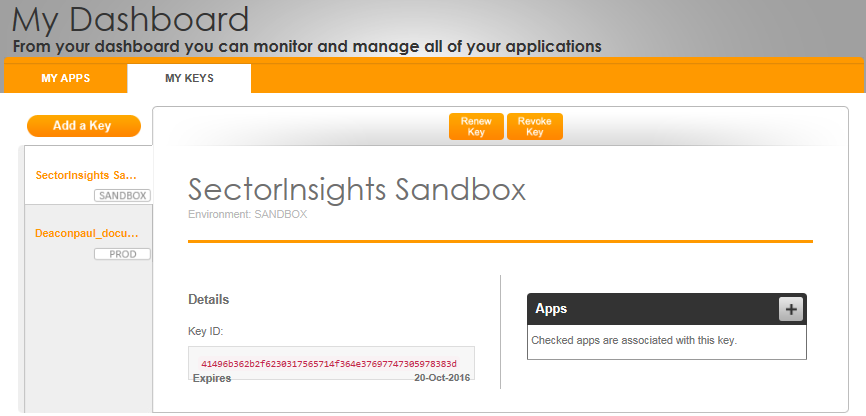 My Dashboard
From your dashboard you can monitor and manage all of your applications
MY APPS MY KEYS
Add a Key
Renew Key
Revoke Key
SectorInsights Sa...
SANDBOX
Deaconpaul_docu...
PROD
SectorInsights Sandbox
Environment: SANDBOX
Details
Key ID:
41496b362b2f6230317565714f364e37697747305978383d
Expires 20-Oct-2016
Apps
Checked apps are associated with this key.